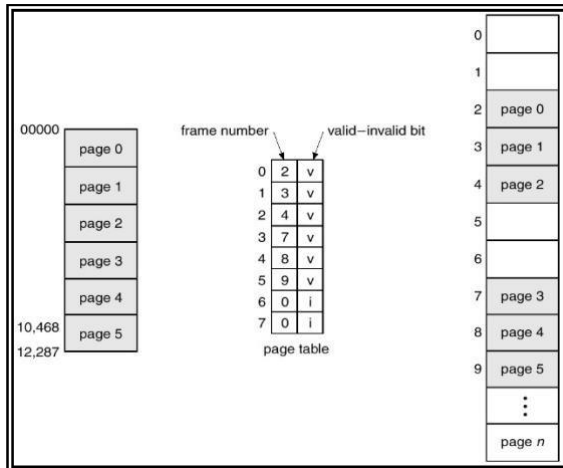 00000
page 0
page 1
page 2
page 3
page 4
10,468
page 5
12,287
frame number
valid–invalid bit
0 2 v
1 3 v
2 4 v
3 7 v
4 8 v
5 9 v
6 0 i
7 0 i
page table
0
1
2 page 0
3 page 1
4 page 2
5
6
7 page 3
8 page 4
9 page 5
⋮
page n